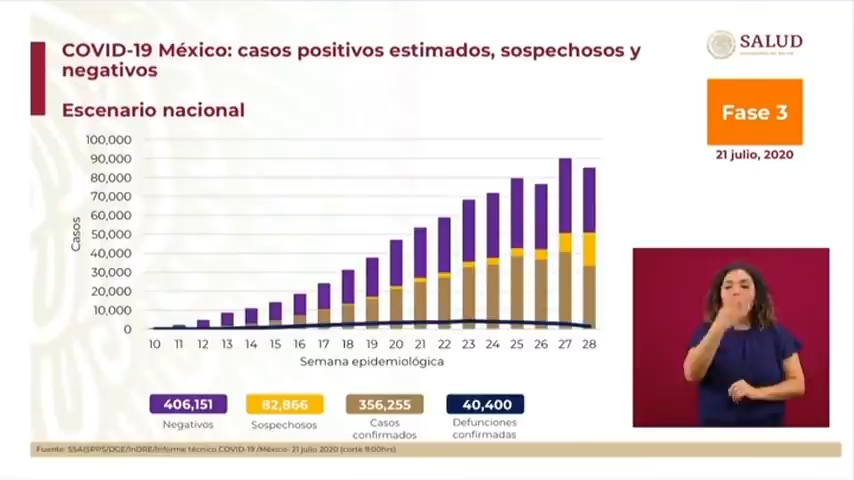 COVID-19 México: casos positivos estimados, sospechosos y
negativos
Escenario nacional
SALUD
Fase 3
21 julio, 2020
100,000
90,000
80,000
70,000
60,000
50,000
40,000
30,000
20,000
10,000
0
Casos
10 11 12 13 14 15 16 17 18 19 20 21 22 23 24 25 26 27 28
Semana epidemiológica
406,151 82,866 356,255 40,400
Negativos Sospechosos Casos confirmados Defunciones confirmadas
Fuente: SSA/SPPS/DGE/InDRE/Informe técnico.COVID-19 /México- 21 julio 2020 (corte 9:00hrs)